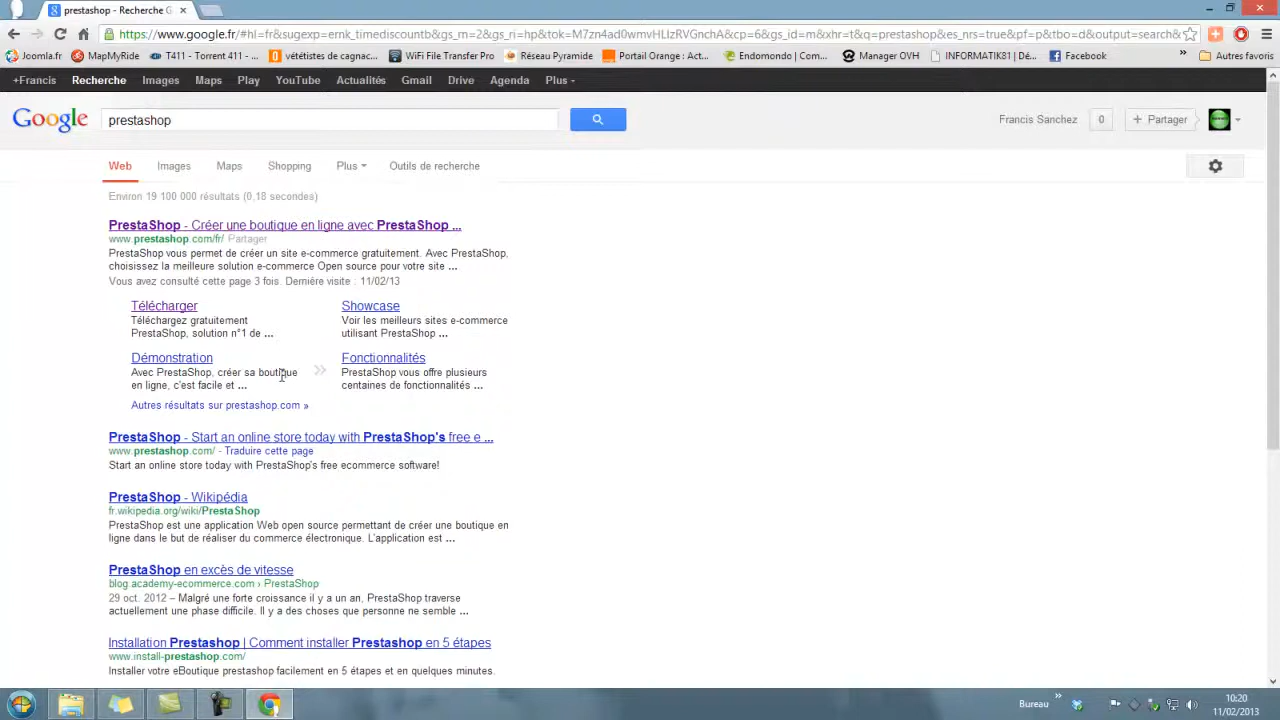 prestashop - Recherche G
https://www.google.fr/#hl=fr&sugexp=ernk_timediscountb&gs_rn=2&gs_ri=hp&tok=M7zn4ad0wmvHLIzRVGnchA&cp=6&gs_id=m&xhr=t&q=prestashop&es_nrs=true&pf=p&tbo=d&output=search&
Joomla.fr MapMyRide T411 - Torrent 411 -... vététistes de cagnac... WiFi File Transfer Pro Réseau Pyramide Portail Orange : Act... Endomondo | Com... Manager OVH INFORMATIK81 | Dé... Facebook » Autres favoris
+Francis Recherche Images Maps Play YouTube Actualités Gmail Drive Agenda Plus
Google prestashop Francis Sanchez 0 + Partager
Web Images Maps Shopping Plus Outils de recherche
Environ 19 100 000 résultats (0,18 secondes)
PrestaShop - Créer une boutique en ligne avec PrestaShop ...
www.prestashop.com/fr/ Partager
PrestaShop vous permet de créer un site e-commerce gratuitement. Avec PrestaShop,
choisissez la meilleure solution e-commerce Open source pour votre site ...
Vous avez consulté cette page 3 fois. Dernière visite : 11/02/13
Télécharger
Téléchargez gratuitement
PrestaShop, solution n°1 de ...
Showcase
Voir les meilleurs sites e-commerce
utilisant PrestaShop ...
Démonstration
Avec PrestaShop, créer sa boutique
en ligne, c'est facile et ...
Fonctionnalités
PrestaShop vous offre plusieurs
centaines de fonctionnalités ...
Autres résultats sur prestashop.com »
PrestaShop - Start an online store today with PrestaShop's free e ...
www.prestashop.com/ - Traduire cette page
Start an online store today with PrestaShop's free ecommerce software!
PrestaShop - Wikipédia
fr.wikipedia.org/wiki/PrestaShop
PrestaShop est une application Web open source permettant de créer une boutique en
ligne dans le but de réaliser du commerce électronique. L'application est ...
PrestaShop en excès de vitesse
blog.academy-ecommerce.com › PrestaShop
29 oct. 2012 – Malgré une forte croissance il y a un an, PrestaShop traverse
actuellement une phase difficile. Il y a des choses que personne ne semble ...
Installation Prestashop | Comment installer Prestashop en 5 étapes
www.install-prestashop.com/
Installer votre eBoutique prestashop facilement en 5 étapes et en quelques minutes.
Bureau » 10:20
11/02/2013